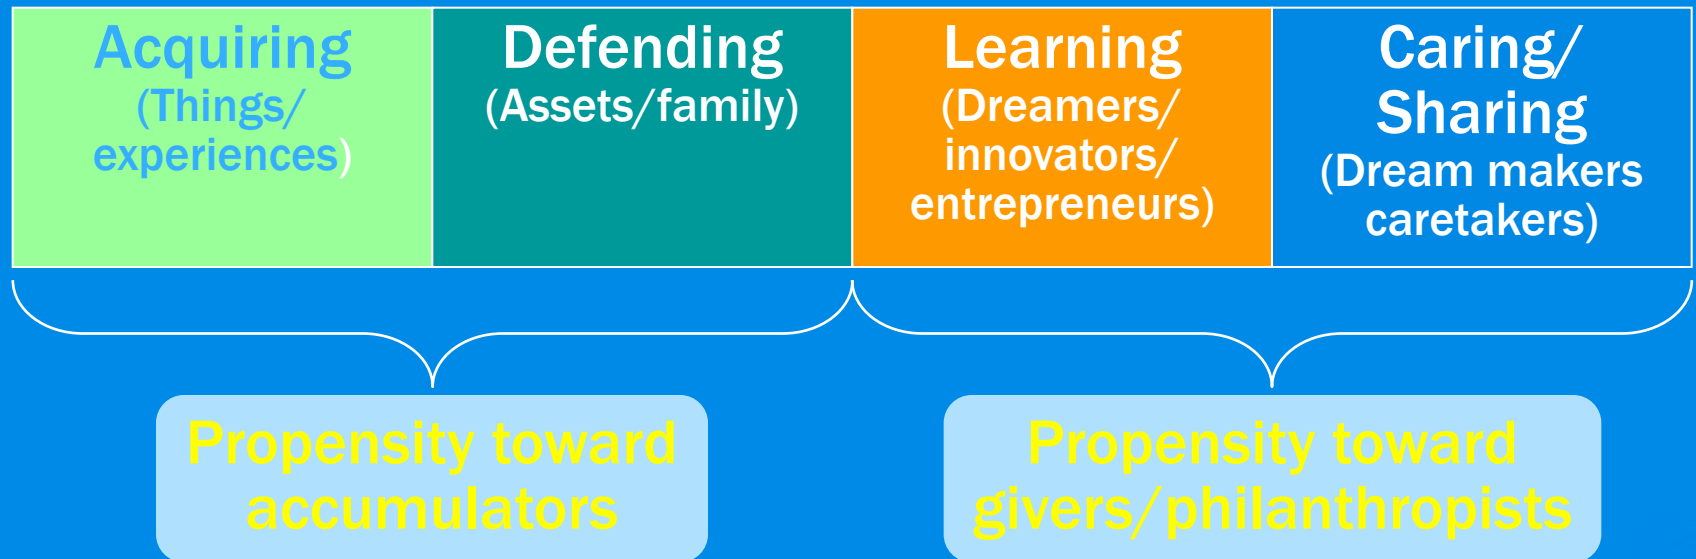 Acquiring
(Things/
experiences)
Defending
(Assets/family)
Learning
(Dreamers/
innovators/
entrepreneurs)
Caring/
Sharing
(Dream makers
caretakers)
Propensity toward
accumulators
Propensity toward
givers/philanthropists